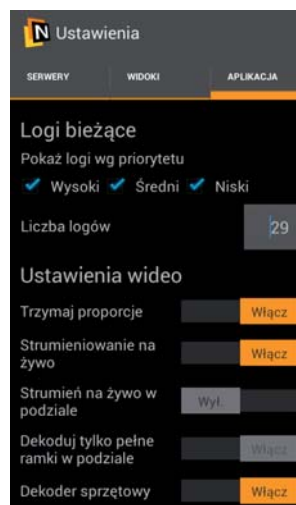 N Ustawienia
SERWERY WIDOKI APLIKACJA
Logi bieżące
Pokaż logi wg priorytetu
Wysoki Średni Niski
Liczba logów 29
Ustawienia wideo
Trzymaj proporcje Włącz
Strumieniowanie na
żywo Włącz
Strumień na żywo w
podziale Wył.
Dekoduj tylko pełne
ramki w podziale Włącz
Dekoder sprzętowy Włącz